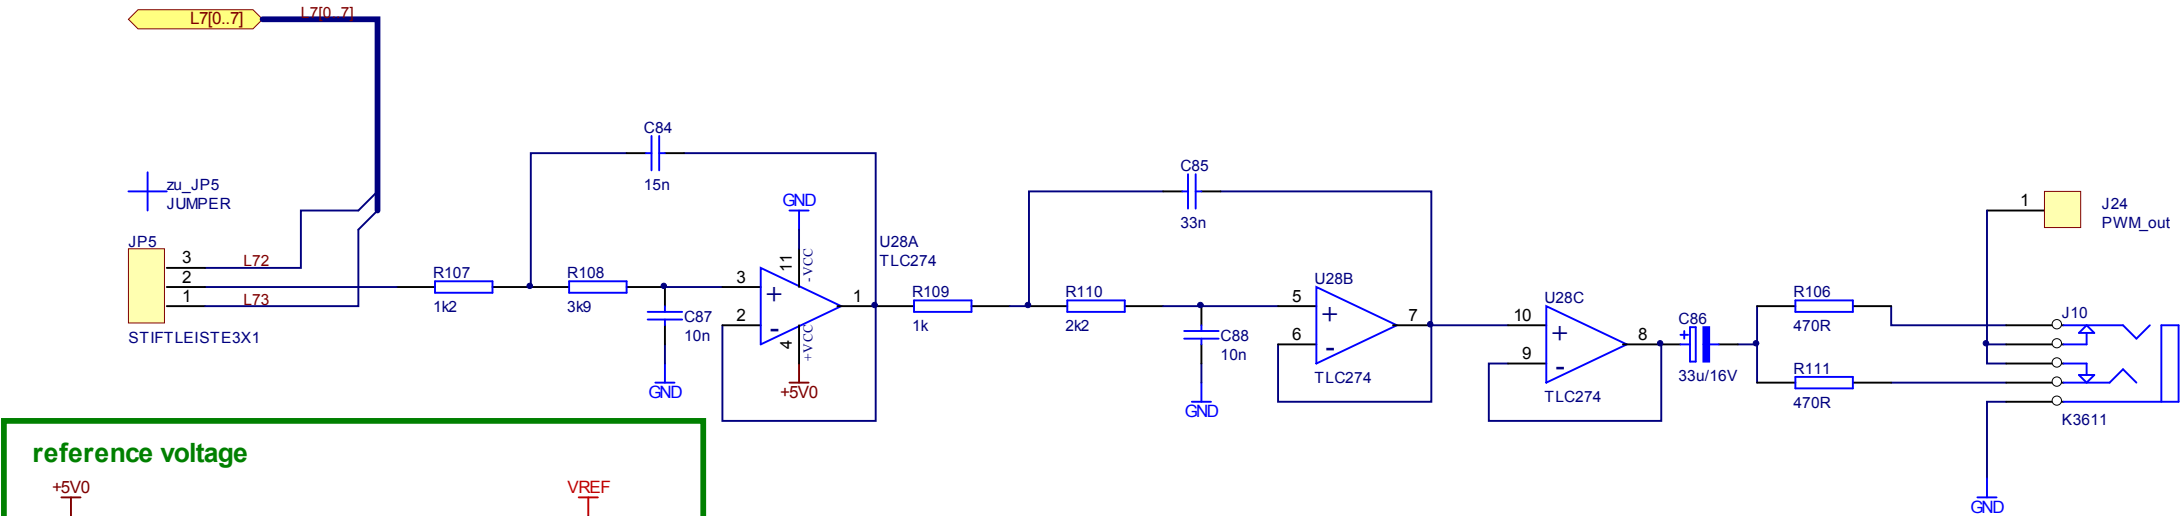 L7[0..7]
L7[0..7]
zu_JP5
JUMPER
JP5
3
L72
2
1
L73
STIFTLEISTE3X1
R107
1k2
C84
15n
R108
3k9
C87
10n
GND
GND
11
-VCC
U28A
TLC274
3
+
1
2
-
4
+VCC
+5V0
R109
1k
C85
33n
R110
2k2
C88
10n
GND
U28B
5
+
7
6
-
TLC274
U28C
10
+
8
9
-
TLC274
C86
+
33u/16V
R106
470R
R111
470R
1
J24
PWM_out
J10
K3611
GND
reference voltage
+5V0
VREF